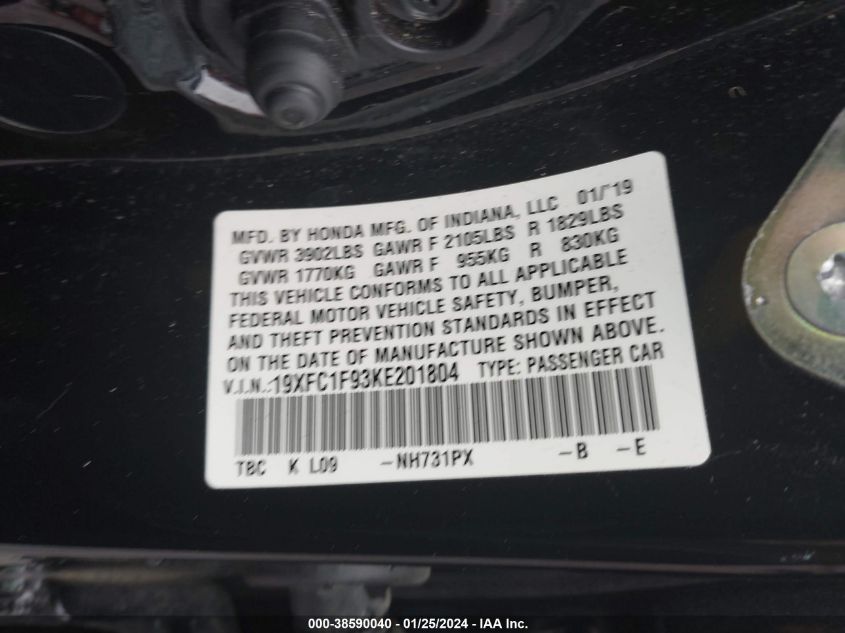 MFD. BY HONDA MFG. OF INDIANA, LLC 01/'19
GVWR 3902LBS GAWR F 2105LBS R 1829LBS
GVWR 1770KG GAWR F 955KG R 830KG
THIS VEHICLE CONFORMS TO ALL APPLICABLE
FEDERAL MOTOR VEHICLE SAFETY, BUMPER,
AND THEFT PREVENTION STANDARDS IN EFFECT
ON THE DATE OF MANUFACTURE SHOWN ABOVE.
V.I.N.:19XFC1F93KE201804 TYPE: PASSENGER CAR
TBC K L09 -NH731PX -B -E
000-38590040 - 01/25/2024 - IAA Inc.